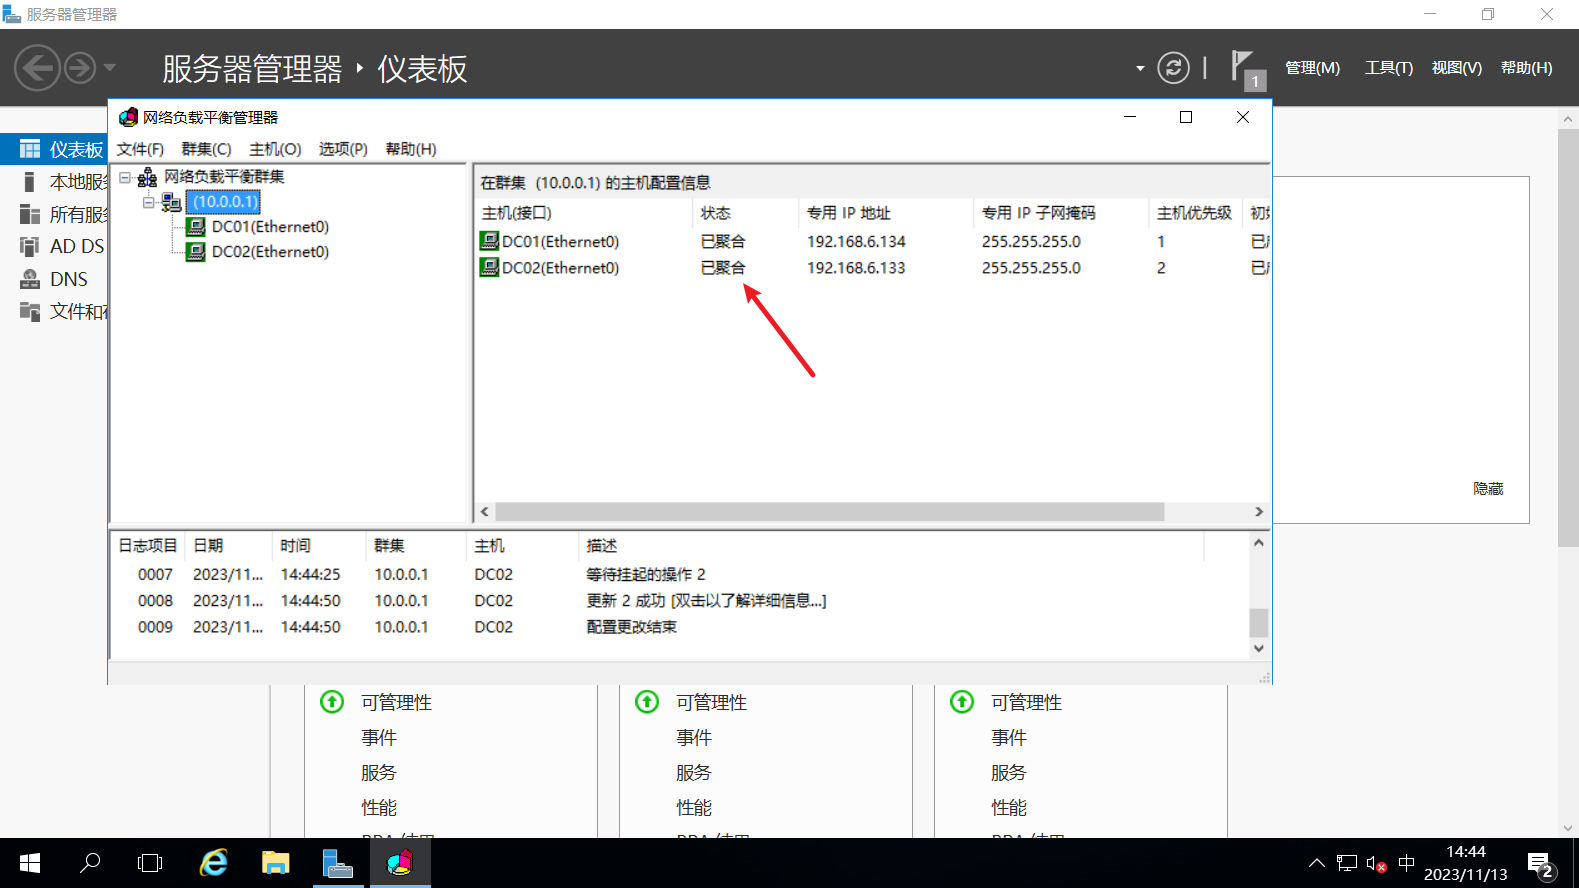 服务器管理器
服务器管理器 ‣ 仪表板
1
管理(M) 工具(T) 视图(V) 帮助(H)
仪表板
本地服
所有服
AD DS
DNS
文件和
网络负载平衡管理器
文件(F) 群集(C) 主机(O) 选项(P) 帮助(H)
网络负载平衡群集
(10.0.0.1)
DC01(Ethernet0)
DC02(Ethernet0)
在群集 (10.0.0.1) 的主机配置信息
主机(接口) 状态 专用 IP 地址 专用 IP 子网掩码 主机优先级 初
DC01(Ethernet0) 已聚合 192.168.6.134 255.255.255.0 1 已
DC02(Ethernet0) 已聚合 192.168.6.133 255.255.255.0 2 已
隐藏
日志项目 日期 时间 群集 主机 描述
0007 2023/11... 14:44:25 10.0.0.1 DC02 等待挂起的操作 2
0008 2023/11... 14:44:50 10.0.0.1 DC02 更新 2 成功 [双击以了解详细信息...]
0009 2023/11... 14:44:50 10.0.0.1 DC02 配置更改结束
可管理性 可管理性 可管理性
事件 事件 事件
服务 服务 服务
性能 性能 性能
中
14:44
2023/11/13
2